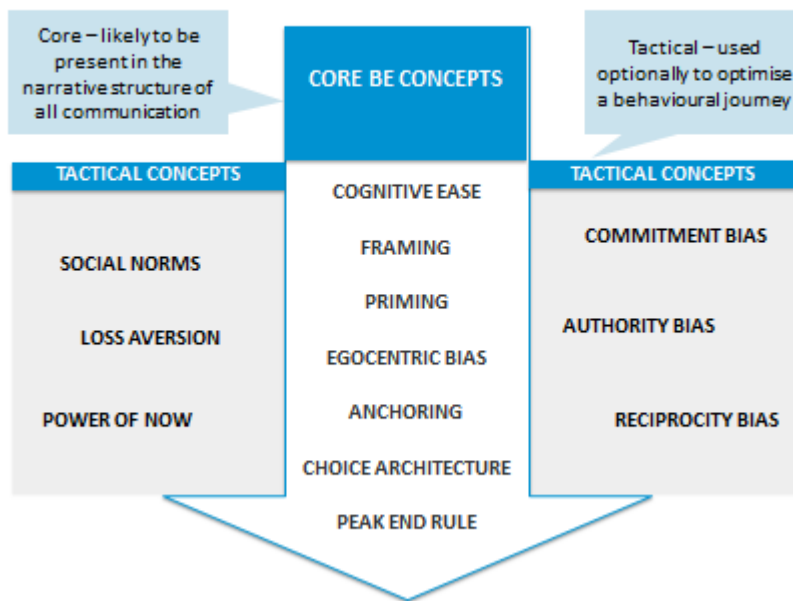 Core – likely to be
present in the
narrative structure of
all communication
CORE BE CONCEPTS
Tactical – used
optionally to optimise
a behavioural journey
TACTICAL CONCEPTS
SOCIAL NORMS
LOSS AVERSION
POWER OF NOW
COGNITIVE EASE
FRAMING
PRIMING
EGOCENTRIC BIAS
ANCHORING
CHOICE ARCHITECTURE
PEAK END RULE
TACTICAL CONCEPTS
COMMITMENT BIAS
AUTHORITY BIAS
RECIPROCITY BIAS